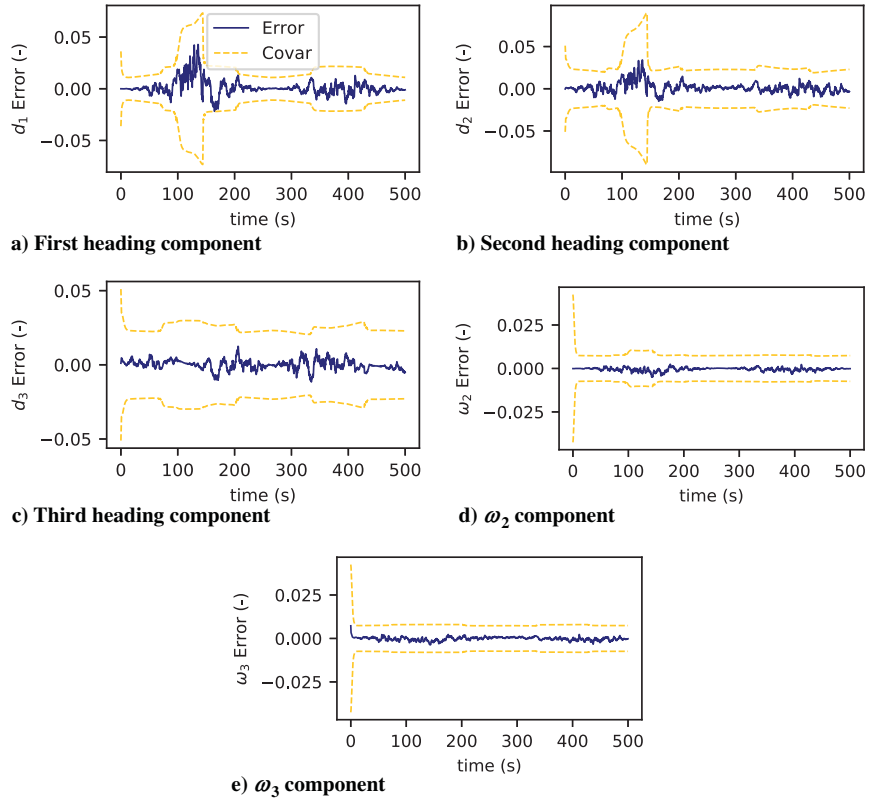 0.05
0.00
−0.05
d1 Error (-)
Error
Covar
0 100 200 300 400 500
time (s)
a) First heading component
0.05
0.00
−0.05
d2 Error (-)
0 100 200 300 400 500
time (s)
b) Second heading component
0.05
0.00
−0.05
d3 Error (-)
0 100 200 300 400 500
time (s)
c) Third heading component
0.025
0.000
−0.025
ω2 Error (-)
0 100 200 300 400 500
time (s)
d) ω2 component
0.025
0.000
−0.025
ω3 Error (-)
0 100 200 300 400 500
time (s)
e) ω3 component